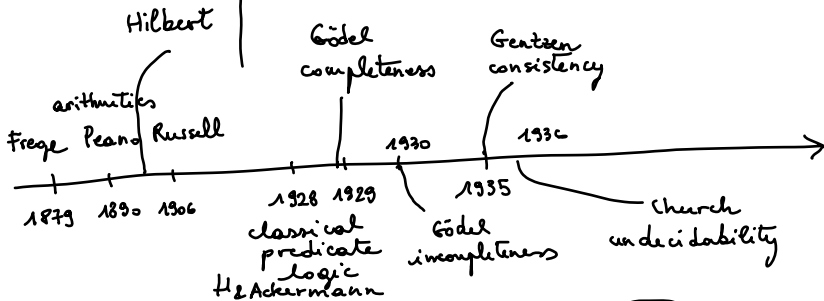 Hilbert
Gödel
completeness
Gentzen
consistency
arithmetics
Frege Peano Russell
1930
1936
1879 1890 1906
1928 1929
1935
classical
predicate
logic
H&Ackermann
Gödel
incompleteness
Church
undecidability